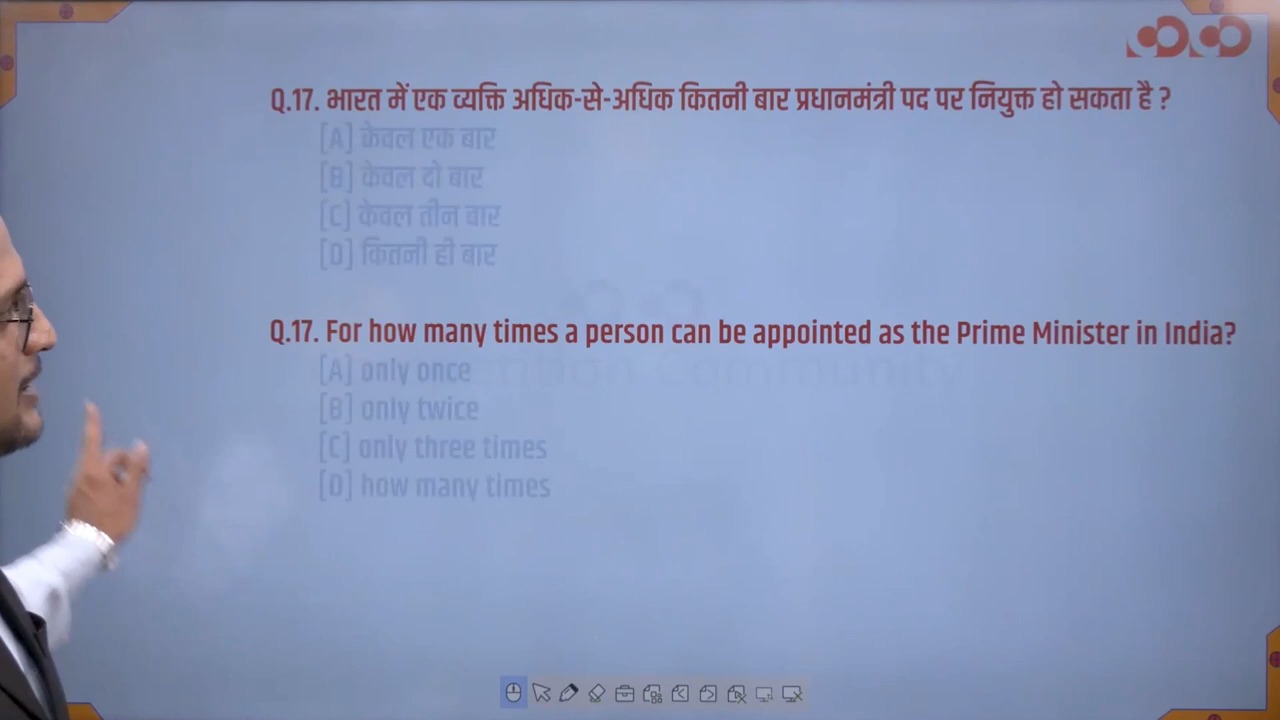 Q.17. भारत में एक व्यक्ति अधिक-से-अधिक कितनी बार प्रधानमंत्री पद पर नियुक्त हो सकता है ?
[A] केवल एक बार
[B] केवल दो बार
[C] केवल तीन बार
[D] कितनी ही बार
Q.17. For how many times a person can be appointed as the Prime Minister in India?
[A] only once
[B] only twice
[C] only three times
[D] how many times
Community